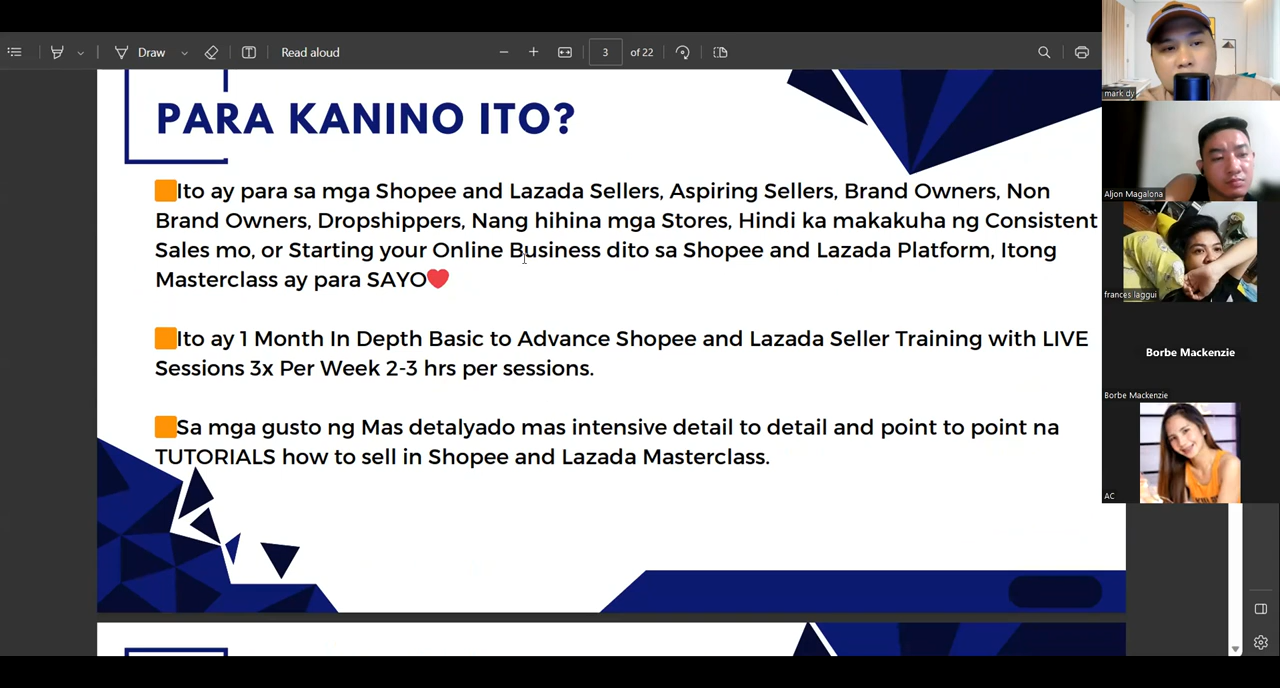 Draw
Read aloud
3
of 22
PARA KANINO ITO?
Ito ay para sa mga Shopee and Lazada Sellers, Aspiring Sellers, Brand Owners, Non
Brand Owners, Dropshippers, Nang hihina mga Stores, Hindi ka makakuha ng Consistent
Sales mo, or Starting your Online Business dito sa Shopee and Lazada Platform, Itong
Masterclass ay para SAYO❤️
Ito ay 1 Month In Depth Basic to Advance Shopee and Lazada Seller Training with LIVE
Sessions 3x Per Week 2-3 hrs per sessions.
Sa mga gusto ng Mas detalyado mas intensive detail to detail and point to point na
TUTORIALS how to sell in Shopee and Lazada Masterclass.
mark dy
Aljon Magalona
frances laggui
Borbe Mackenzie
Borbe Mackenzie
AC